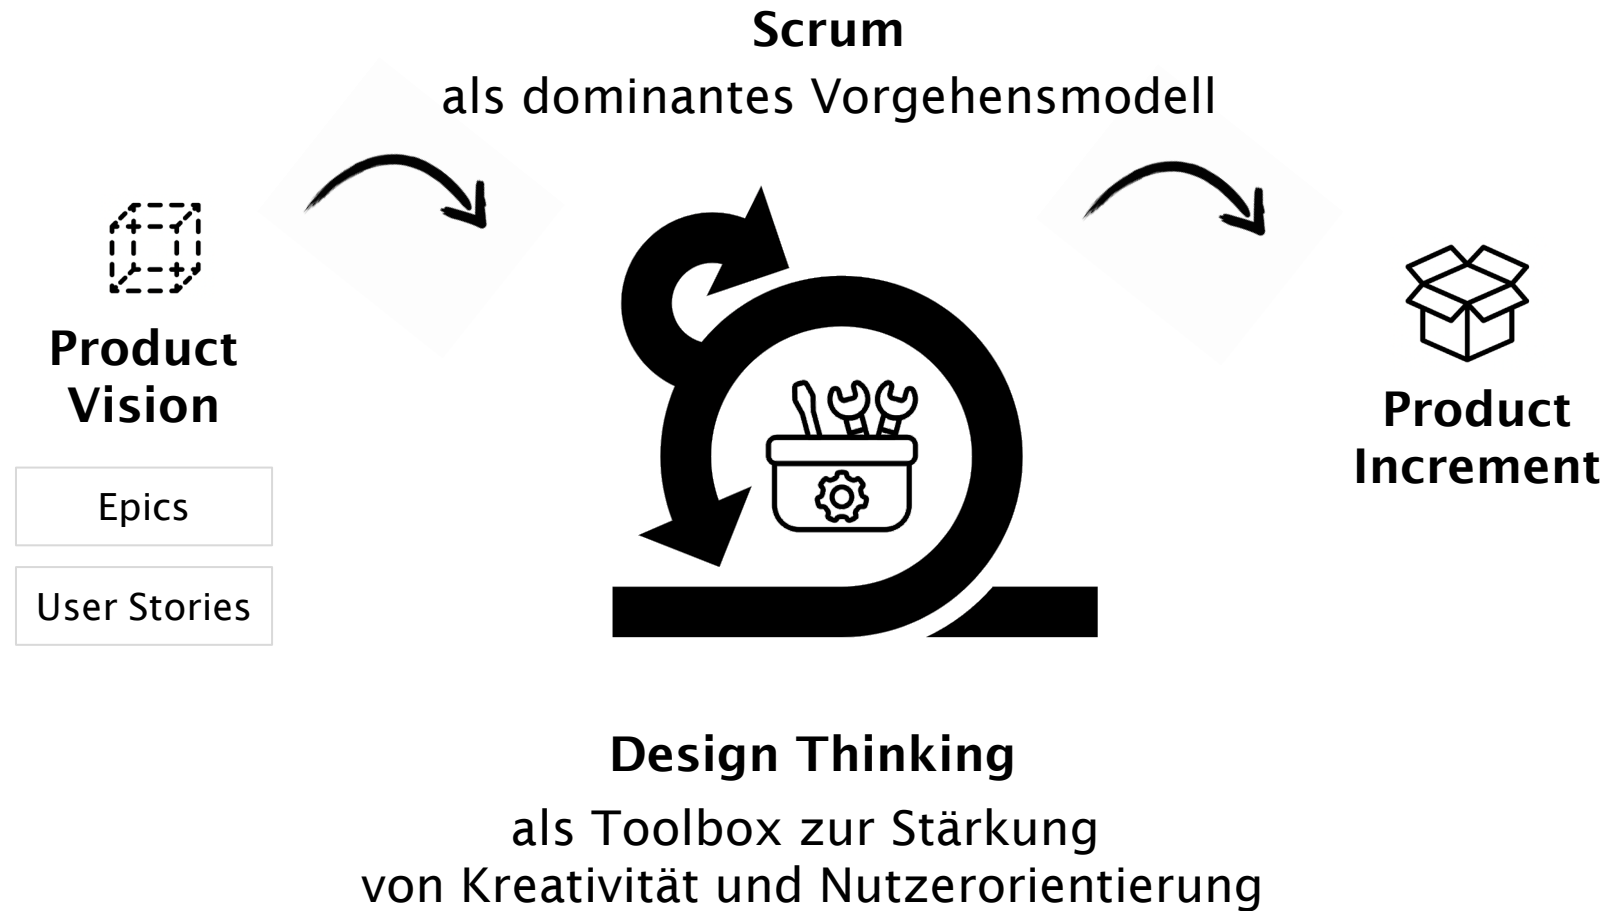 Scrum
als dominantes Vorgehensmodell
Product
Vision
Epics
User Stories
Product
Increment
Design Thinking
als Toolbox zur Stärkung
von Kreativität und Nutzerorientierung